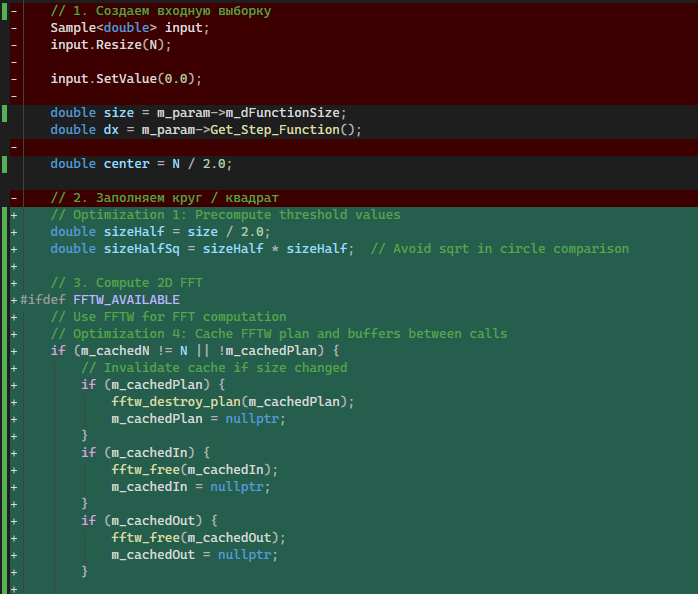 -    // 1. Создаем входную выборку
-    Sample<double> input;
-    input.Resize(N);
-
-    input.SetValue(0.0);
-
    double size = m_param->m_dFunctionSize;
    double dx = m_param->Get_Step_Function();
-
    double center = N / 2.0;

-    // 2. Заполняем круг / квадрат
+    // Optimization 1: Precompute threshold values
+    double sizeHalf = size / 2.0;
+    double sizeHalfSq = sizeHalf * sizeHalf;  // Avoid sqrt in circle comparison
+
+    // 3. Compute 2D FFT
+#ifdef FFTW_AVAILABLE
+    // Use FFTW for FFT computation
+    // Optimization 4: Cache FFTW plan and buffers between calls
+    if (m_cachedN != N || !m_cachedPlan) {
+        // Invalidate cache if size changed
+        if (m_cachedPlan) {
+            fftw_destroy_plan(m_cachedPlan);
+            m_cachedPlan = nullptr;
+        }
+        if (m_cachedIn) {
+            fftw_free(m_cachedIn);
+            m_cachedIn = nullptr;
+        }
+        if (m_cachedOut) {
+            fftw_free(m_cachedOut);
+            m_cachedOut = nullptr;
+        }
+